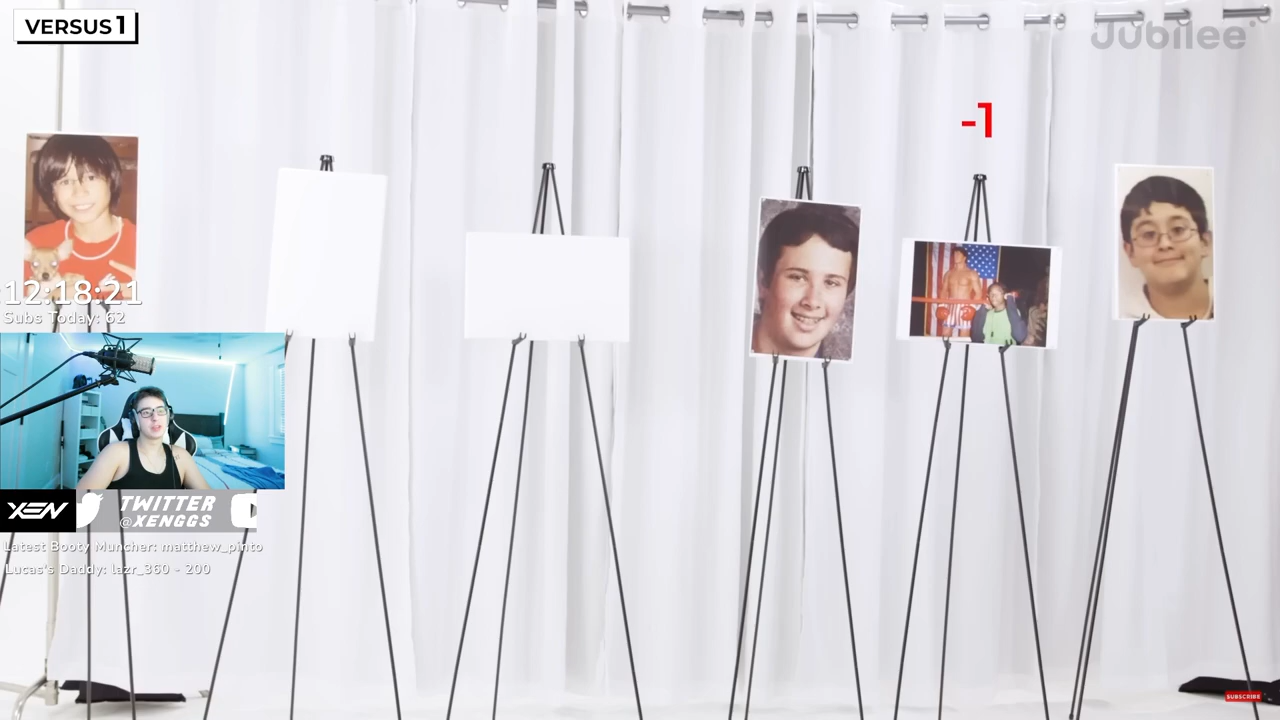 VERSUS 1
Jubilee
-1
12:18:21
Subs Today: 62
XEN
TWITTER
@XENGGS
Latest Booty Muncher: matthew_pinto
Lucas's Daddy: lazr_360 - 200
SUBSCRIBE